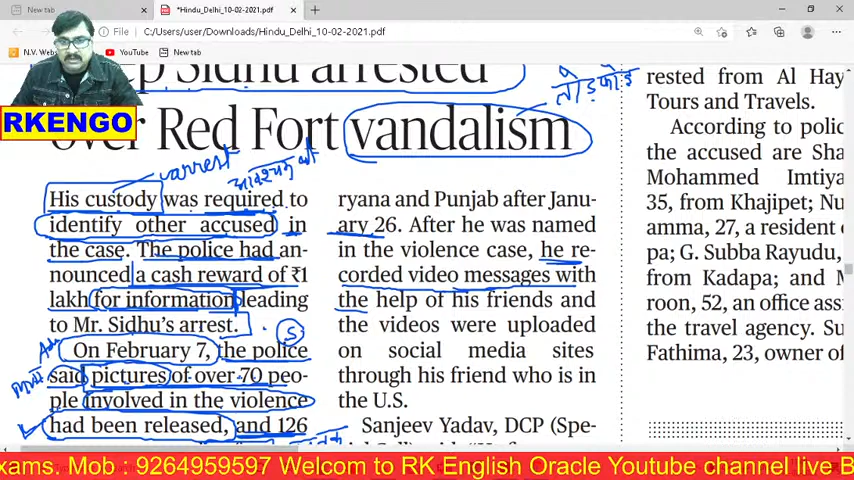 New tab
*Hindu_Delhi_10-02-2021.pdf
C:/Users/user/Downloads/Hindu_Delhi_10-02-2021.pdf
N.V. Webs
YouTube
New tab
RKENGO
Sidhu arrested
over Red Fort vandalism
तोड़ फोड़
arrest
His custody was required to
identify other accused in
the case. The police had an-
nounced a cash reward of ₹1
lakh for information leading
to Mr. Sidhu's arrest.
S
On February 7, the police
said pictures of over 70 peo-
ple involved in the violence
had been released, and 126
ryana and Punjab after Janu-
ary 26. After he was named
in the violence case, he re-
corded video messages with
the help of his friends and
the videos were uploaded
on social media sites
through his friend who is in
the U.S.
Sanjeev Yadav, DCP (Spe-
rested from Al Hay
Tours and Travels.
According to polic
the accused are Sha
Mohammed Imtiya
35, from Khajipet; Nu
amma, 27, a resident
pa; G. Subba Rayudu,
from Kadapa; and
roon, 52, an office ass
the travel agency. Su
Fathima, 23, owner of
exams. Mob : 9264959597 Welcom to RK English Oracle Youtube channel live B